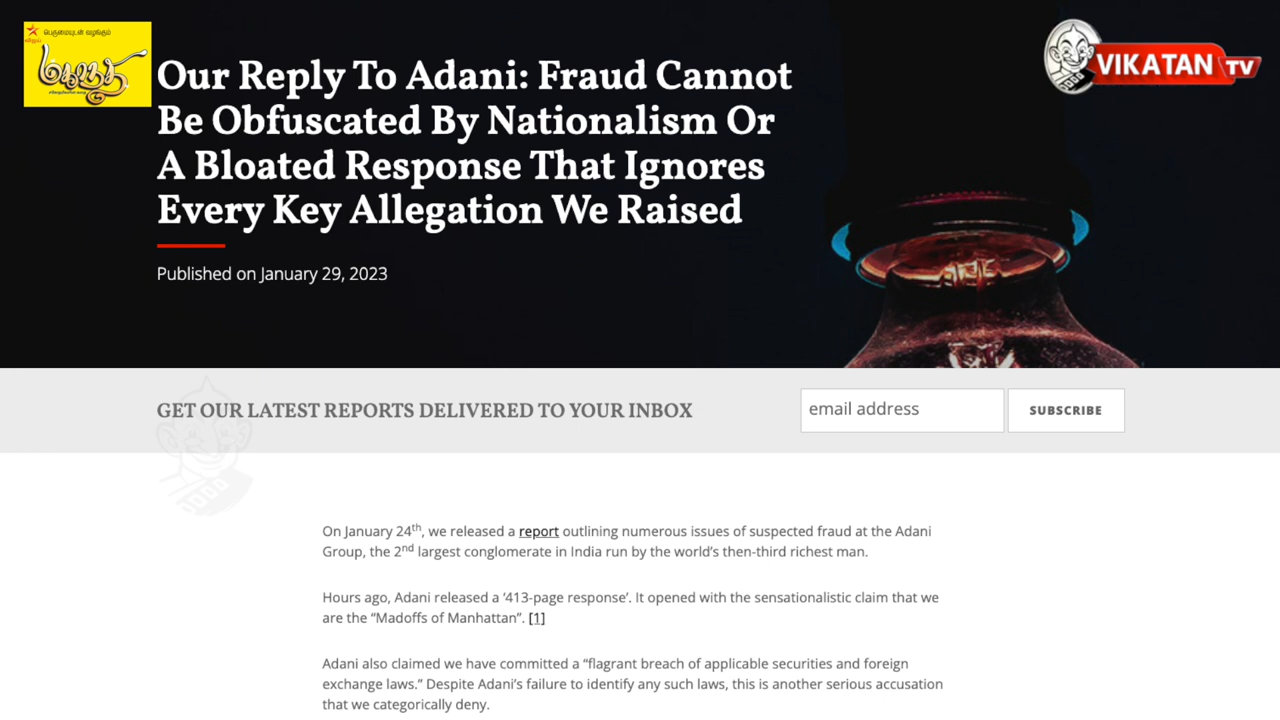 பெருமையுடன் வழங்கும்
விஜய்
மகாநதி
Our Reply To Adani: Fraud Cannot
Be Obfuscated By Nationalism Or
A Bloated Response That Ignores
Every Key Allegation We Raised
Published on January 29, 2023
VIKATAN TV
GET OUR LATEST REPORTS DELIVERED TO YOUR INBOX
email address
SUBSCRIBE
On January 24th, we released a report outlining numerous issues of suspected fraud at the Adani
Group, the 2nd largest conglomerate in India run by the world’s then-third richest man.
Hours ago, Adani released a ‘413-page response’. It opened with the sensationalistic claim that we
are the “Madoffs of Manhattan”. [1]
Adani also claimed we have committed a “flagrant breach of applicable securities and foreign
exchange laws.” Despite Adani’s failure to identify any such laws, this is another serious accusation
that we categorically deny.